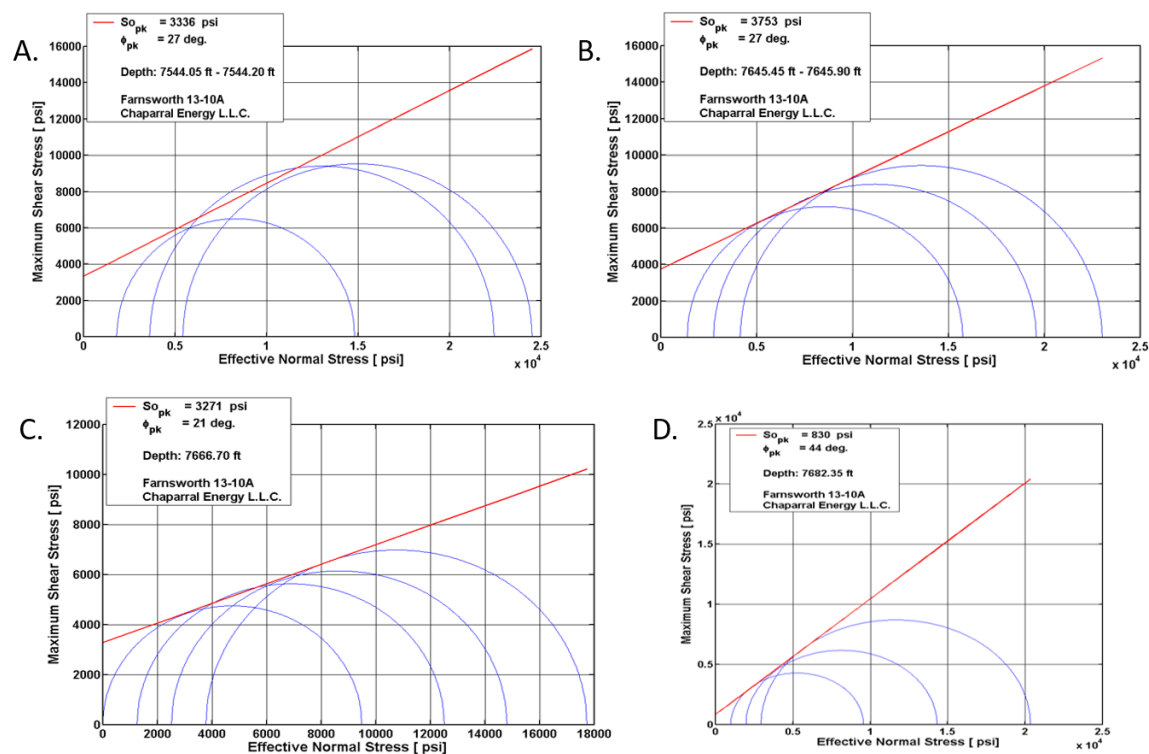 A.
So pk = 3336 psi
ϕ pk = 27 deg.
Depth: 7544.05 ft - 7544.20 ft
Farnsworth 13-10A
Chaparral Energy L.L.C.
Maximum Shear Stress [ psi]
16000
14000
12000
10000
8000
6000
4000
2000
0
0 0.5 1 1.5 2 2.5
Effective Normal Stress [ psi]
x 10^4
B.
So pk = 3753 psi
ϕ pk = 27 deg.
Depth: 7645.45 ft - 7645.90 ft
Farnsworth 13-10A
Chaparral Energy L.L.C.
Maximum Shear Stress [ psi]
16000
14000
12000
10000
8000
6000
4000
2000
0
0 0.5 1 1.5 2 2.5
Effective Normal Stress [ psi]
x 10^4
C.
So pk = 3271 psi
ϕ pk = 21 deg.
Depth: 7666.70 ft
Farnsworth 13-10A
Chaparral Energy L.L.C.
Maximum Shear Stress [ psi]
12000
10000
8000
6000
4000
2000
0
0 2000 4000 6000 8000 10000 12000 14000 16000 18000
Effective Normal Stress [ psi]
D.
x 10^4
So pk = 830 psi
ϕ pk = 44 deg.
Depth: 7682.35 ft
Farnsworth 13-10A
Chaparral Energy L.L.C.
Maximum Shear Stress [ psi]
2.5
2
1.5
1
0.5
0
0 0.5 1 1.5 2 2.5
Effective Normal Stress [ psi]
x 10^4